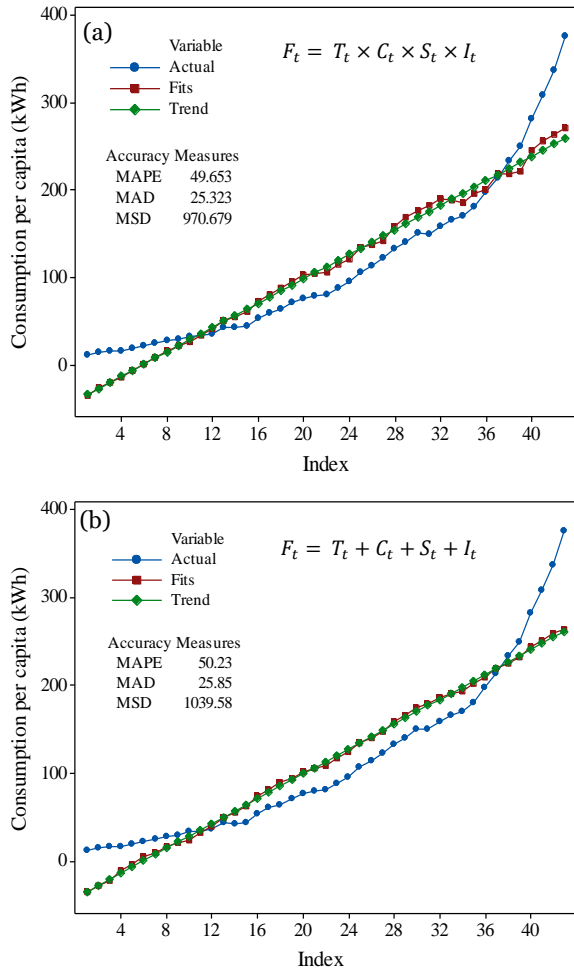 (a)
Variable
Actual
Fits
Trend
F_t = T_t × C_t × S_t × I_t
Accuracy Measures
MAPE 49.653
MAD 25.323
MSD 970.679
Consumption per capita (kWh)
400
300
200
100
0
4 8 12 16 20 24 28 32 36 40
Index
(b)
Variable
Actual
Fits
Trend
F_t = T_t + C_t + S_t + I_t
Accuracy Measures
MAPE 50.23
MAD 25.85
MSD 1039.58
Consumption per capita (kWh)
400
300
200
100
0
4 8 12 16 20 24 28 32 36 40
Index